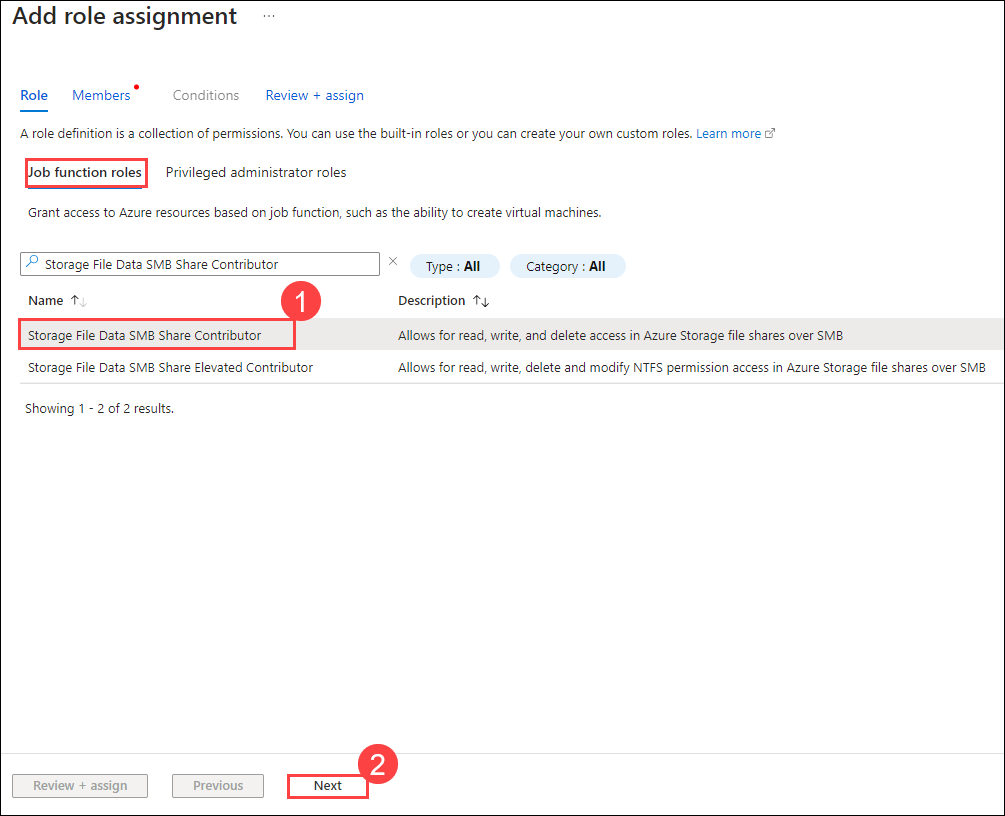 Add role assignment ...
Role Members Conditions Review + assign
A role definition is a collection of permissions. You can use the built-in roles or you can create your own custom roles. Learn more
Job function roles Privileged administrator roles
Grant access to Azure resources based on job function, such as the ability to create virtual machines.
Storage File Data SMB Share Contributor Type : All Category : All
Name ↑↓ Description ↑↓
1
Storage File Data SMB Share Contributor Allows for read, write, and delete access in Azure Storage file shares over SMB
Storage File Data SMB Share Elevated Contributor Allows for read, write, delete and modify NTFS permission access in Azure Storage file shares over SMB
Showing 1 - 2 of 2 results.
2
Review + assign Previous Next